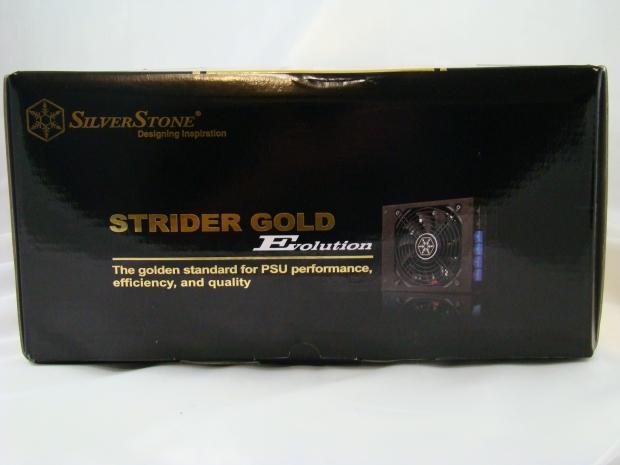 SILVERSTONE®
Designing Inspiration
STRIDER GOLD
Evolution
The golden standard for PSU performance,
efficiency, and quality